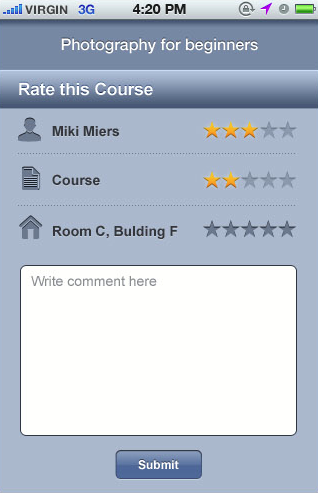 VIRGIN 3G 4:20 PM
Photography for beginners
Rate this Course
Miki Miers
Course
Room C, Bulding F
Write comment here
Submit